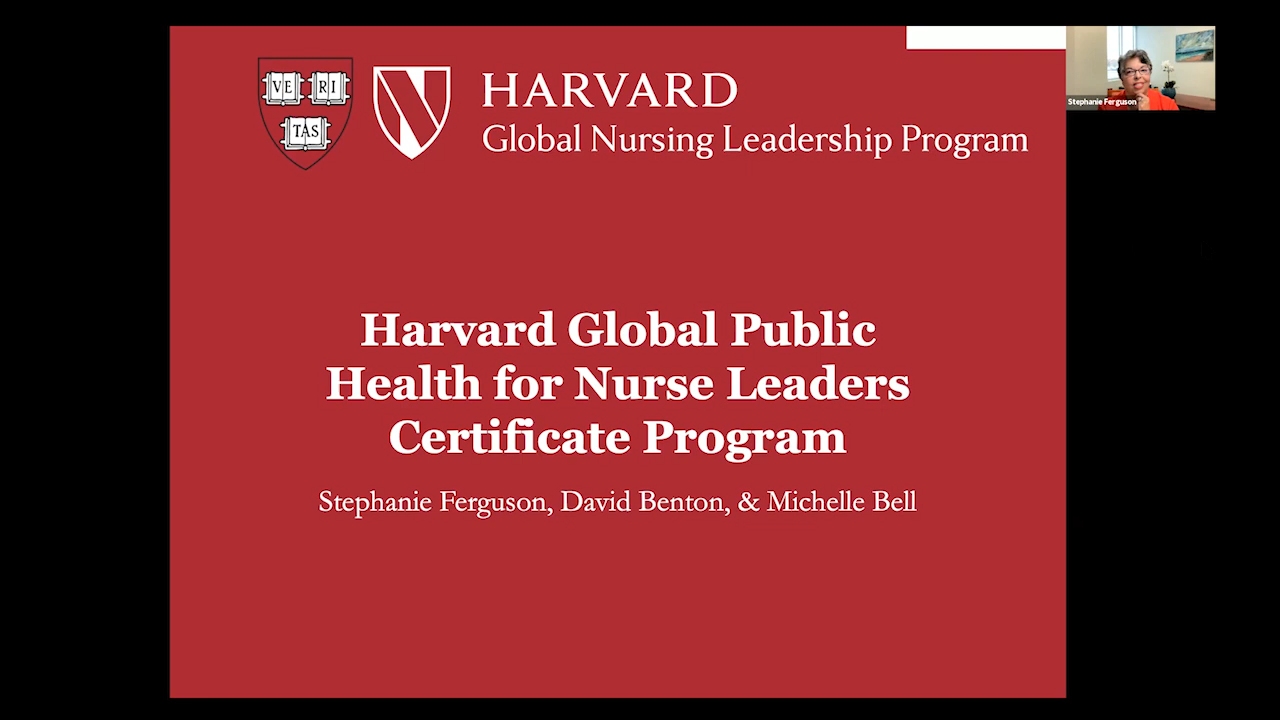 VE RI
TAS
HARVARD
Global Nursing Leadership Program
Stephanie Ferguson
Harvard Global Public
Health for Nurse Leaders
Certificate Program
Stephanie Ferguson, David Benton, & Michelle Bell